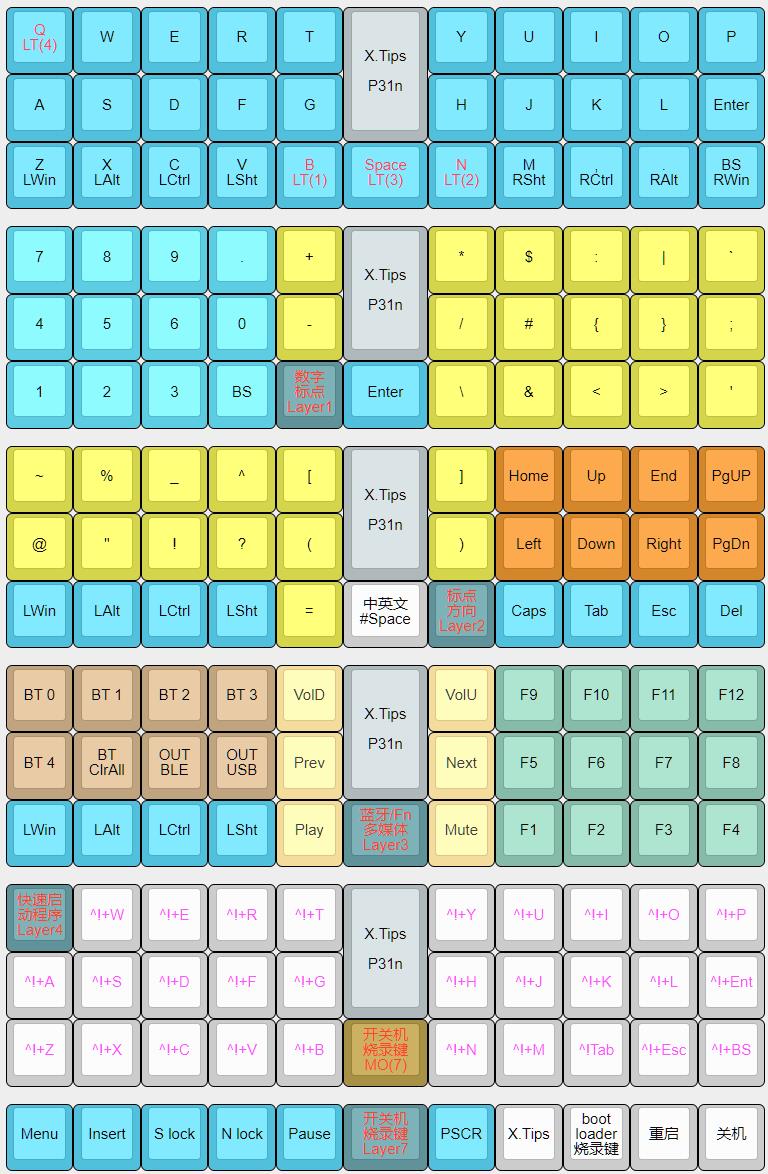 Q W E R T X.Tips Y U I O P
LT(4) P31n
A S D F G H J K L Enter
Z X C V B Space N M , . BS
LWin LAlt LCtrl LSht LT(1) LT(3) LT(2) RSht RCtrl RAlt RWin
7 8 9 . + X.Tips * $ : | `
P31n
4 5 6 0 - / # { } ;
1 2 3 BS 数字 Enter \ & < > '
标点
Layer1
~ % _ ^ [ X.Tips ] Home Up End PgUP
P31n
@ " ! ? ( ) Left Down Right PgDn
LWin LAlt LCtrl LSht = 中英文 标点 Caps Tab Esc Del
#Space 方向
Layer2
BT 0 BT 1 BT 2 BT 3 VolD X.Tips VolU F9 F10 F11 F12
P31n
BT 4 BT OUT OUT Prev Next F5 F6 F7 F8
ClrAll BLE USB
LWin LAlt LCtrl LSht Play 蓝牙/Fn Mute F1 F2 F3 F4
多媒体
Layer3
快速启 ^!+W ^!+E ^!+R ^!+T X.Tips ^!+Y ^!+U ^!+I ^!+O ^!+P
动程序 P31n
Layer4
^!+A ^!+S ^!+D ^!+F ^!+G ^!+H ^!+J ^!+K ^!+L ^!+Ent
^!+Z ^!+X ^!+C ^!+V ^!+B 开关机 ^!+N ^!+M ^!Tab ^!+Esc ^!+BS
烧录键
MO(7)
Menu Insert S lock N lock Pause 开关机 PSCR X.Tips boot 重启 关机
烧录键 loader
Layer7 烧录键